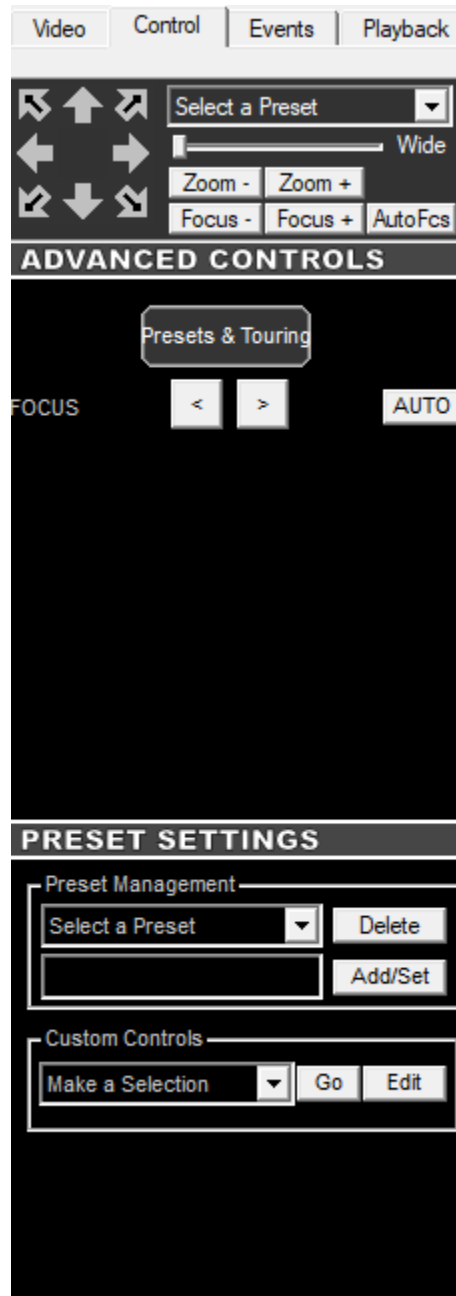 Video Control Events Playback
Select a Preset
Wide
Zoom - Zoom +
Focus - Focus + AutoFcs
ADVANCED CONTROLS
Presets & Touring
FOCUS < > AUTO
PRESET SETTINGS
Preset Management
Select a Preset Delete
Add/Set
Custom Controls
Make a Selection Go Edit